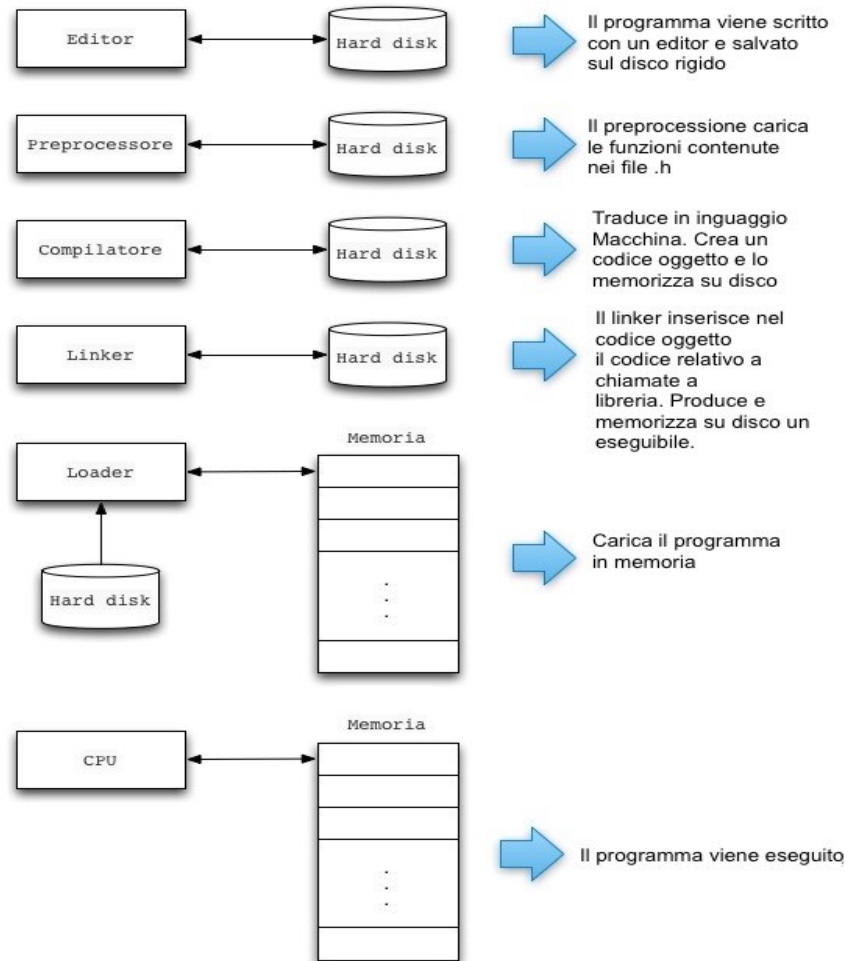 Editor
Hard disk
Il programma viene scritto
con un editor e salvato
sul disco rigido
Preprocessore
Hard disk
Il preprocessione carica
le funzioni contenute
nei file .h
Compilatore
Hard disk
Traduce in inguaggio
Macchina. Crea un
codice oggetto e lo
memorizza su disco
Linker
Hard disk
Il linker inserisce nel
codice oggetto
il codice relativo a
chiamate a
libreria. Produce e
memorizza su disco un
eseguibile.
Memoria
Loader
Hard disk
.
.
.
Carica il programma
in memoria
Memoria
CPU
.
.
.
Il programma viene eseguito